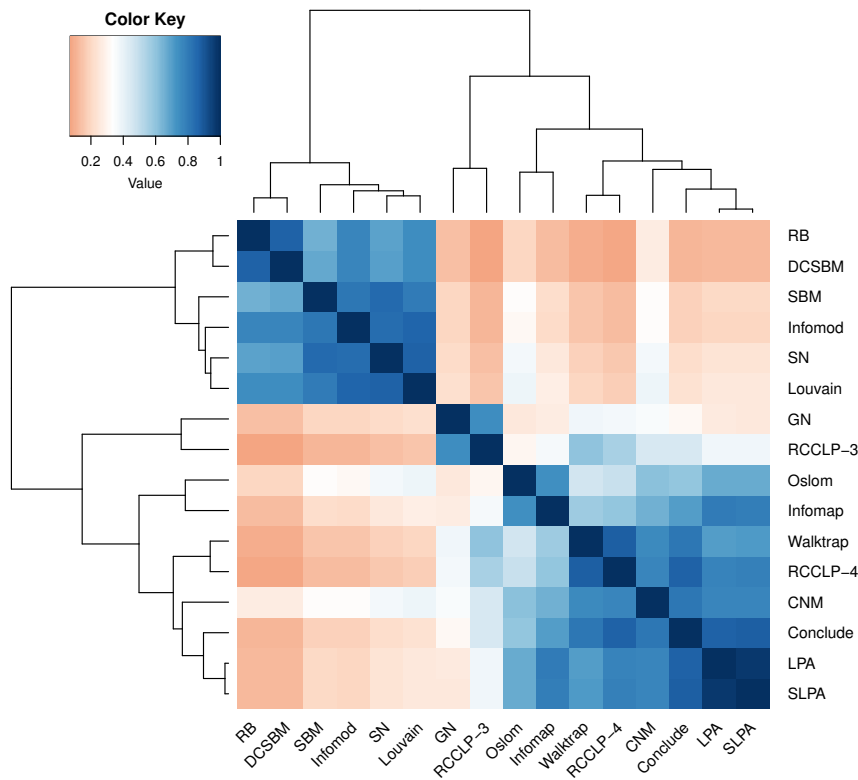 Color Key
0.2 0.4 0.6 0.8 1
Value
RB
DCSBM
SBM
Infomod
SN
Louvain
GN
RCCLP−3
Oslom
Infomap
Walktrap
RCCLP−4
CNM
Conclude
LPA
SLPA
RB DCSBM SBM Infomod SN Louvain GN RCCLP−3 Oslom Infomap Walktrap RCCLP−4 CNM Conclude LPA SLPA